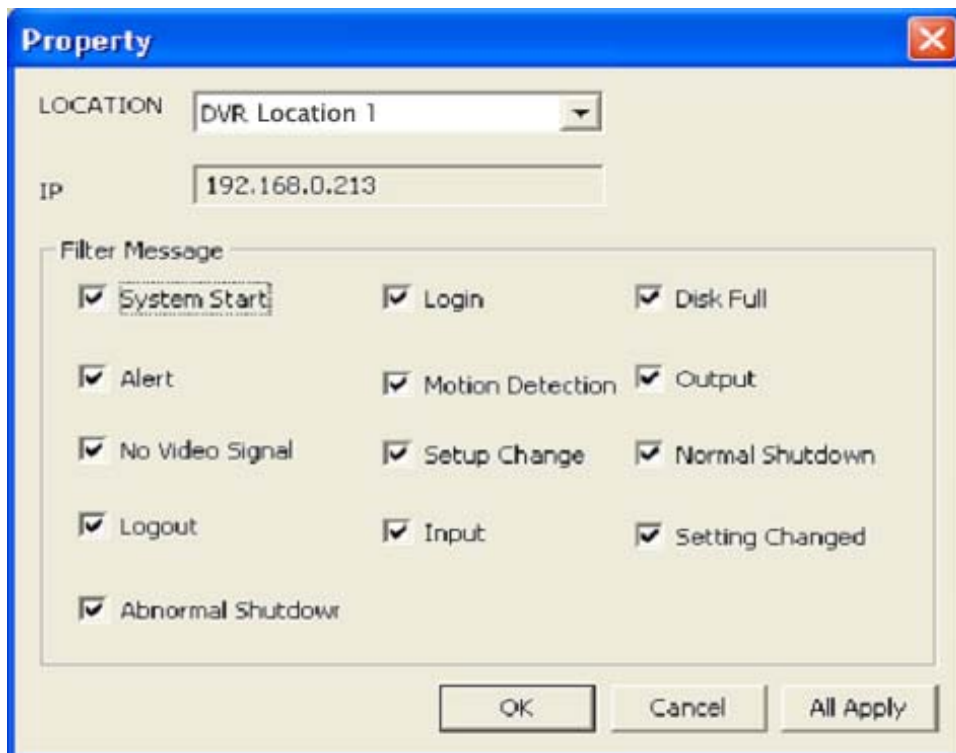 Property
LOCATION DVR Location 1
IP 192.168.0.213
Filter Message
System Start Login Disk Full
Alert Motion Detection Output
No Video Signal Setup Change Normal Shutdown
Logout Input Setting Changed
Abnormal Shutdowr
OK Cancel All Apply